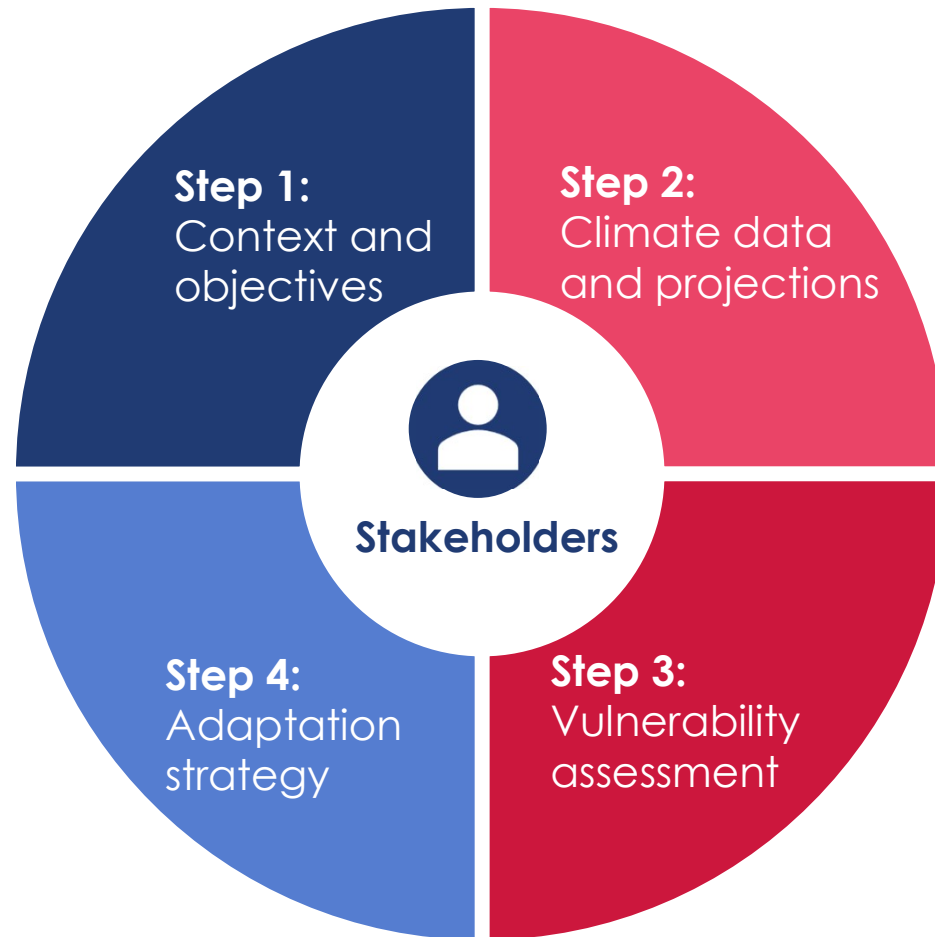 Step 1:
Context and
objectives
Step 2:
Climate data
and projections
Stakeholders
Step 3:
Vulnerability
assessment
Step 4:
Adaptation
strategy